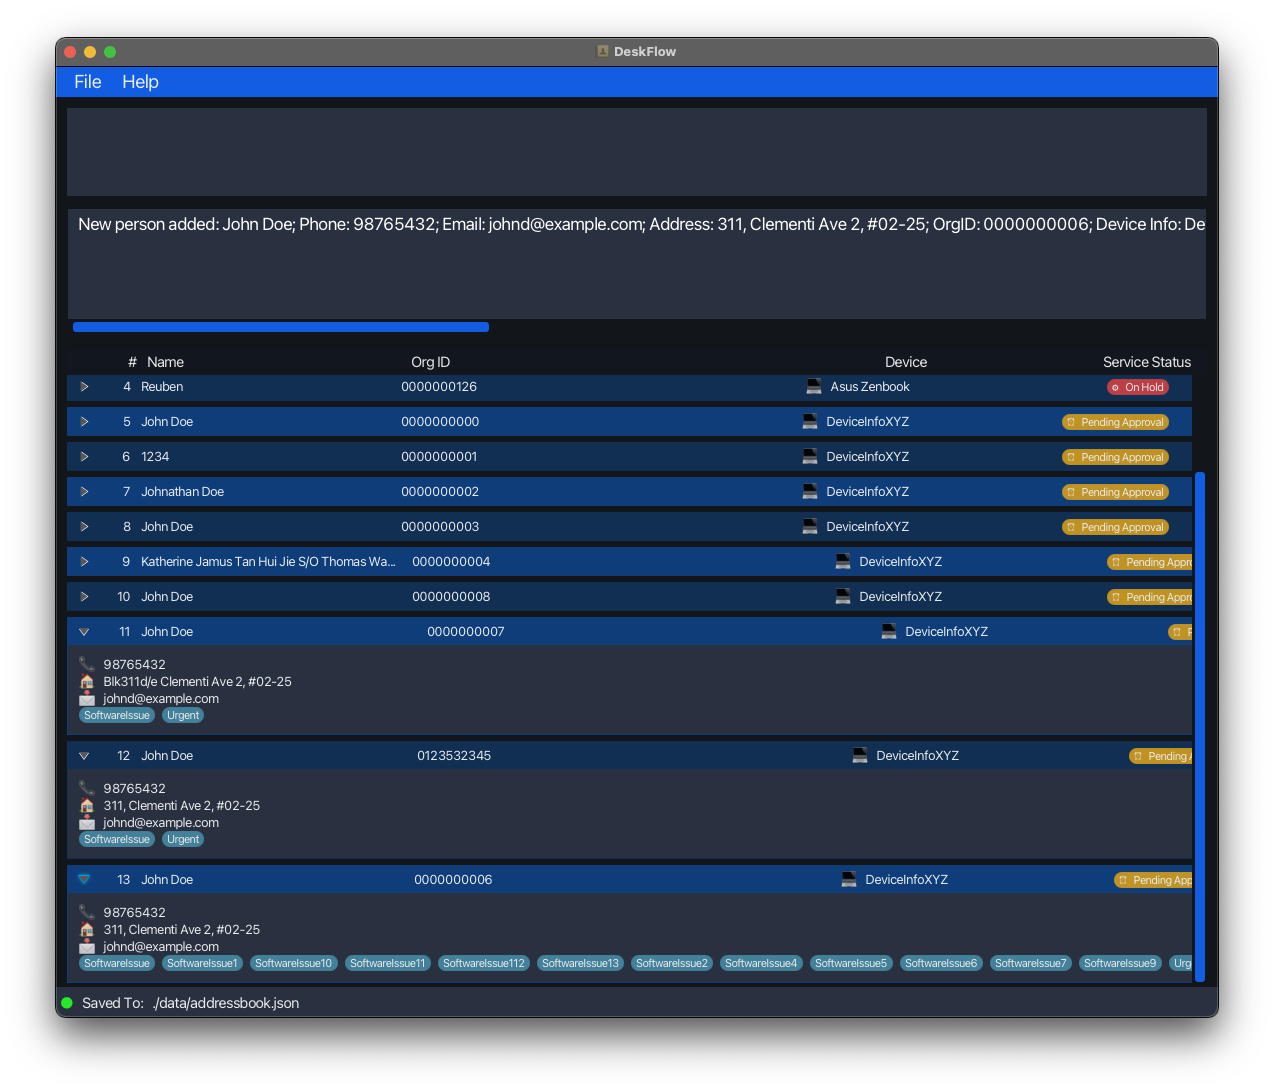 DeskFlow
File Help
New person added: John Doe; Phone: 98765432; Email: johnd@example.com; Address: 311, Clementi Ave 2, #02-25; OrgID: 0000000006; Device Info: De
# Name Org ID Device Service Status
4 Reuben 0000000126 Asus Zenbook On Hold
5 John Doe 0000000000 DeviceInfoXYZ Pending Approval
6 1234 0000000001 DeviceInfoXYZ Pending Approval
7 Johnathan Doe 0000000002 DeviceInfoXYZ Pending Approval
8 John Doe 0000000003 DeviceInfoXYZ Pending Approval
9 Katherine Jamus Tan Hui Jie S/O Thomas Wa... 0000000004 DeviceInfoXYZ Pending Appro
10 John Doe 0000000008 DeviceInfoXYZ Pending Appro
11 John Doe 0000000007 DeviceInfoXYZ P
98765432
Blk311d/e Clementi Ave 2, #02-25
johnd@example.com
SoftwareIssue Urgent
12 John Doe 0123532345 DeviceInfoXYZ Pending A
98765432
311, Clementi Ave 2, #02-25
johnd@example.com
SoftwareIssue Urgent
13 John Doe 0000000006 DeviceInfoXYZ Pending App
98765432
311, Clementi Ave 2, #02-25
johnd@example.com
SoftwareIssue SoftwareIssue1 SoftwareIssue10 SoftwareIssue11 SoftwareIssue112 SoftwareIssue13 SoftwareIssue2 SoftwareIssue4 SoftwareIssue5 SoftwareIssue6 SoftwareIssue7 SoftwareIssue9 Urg
Saved To: ./data/addressbook.json